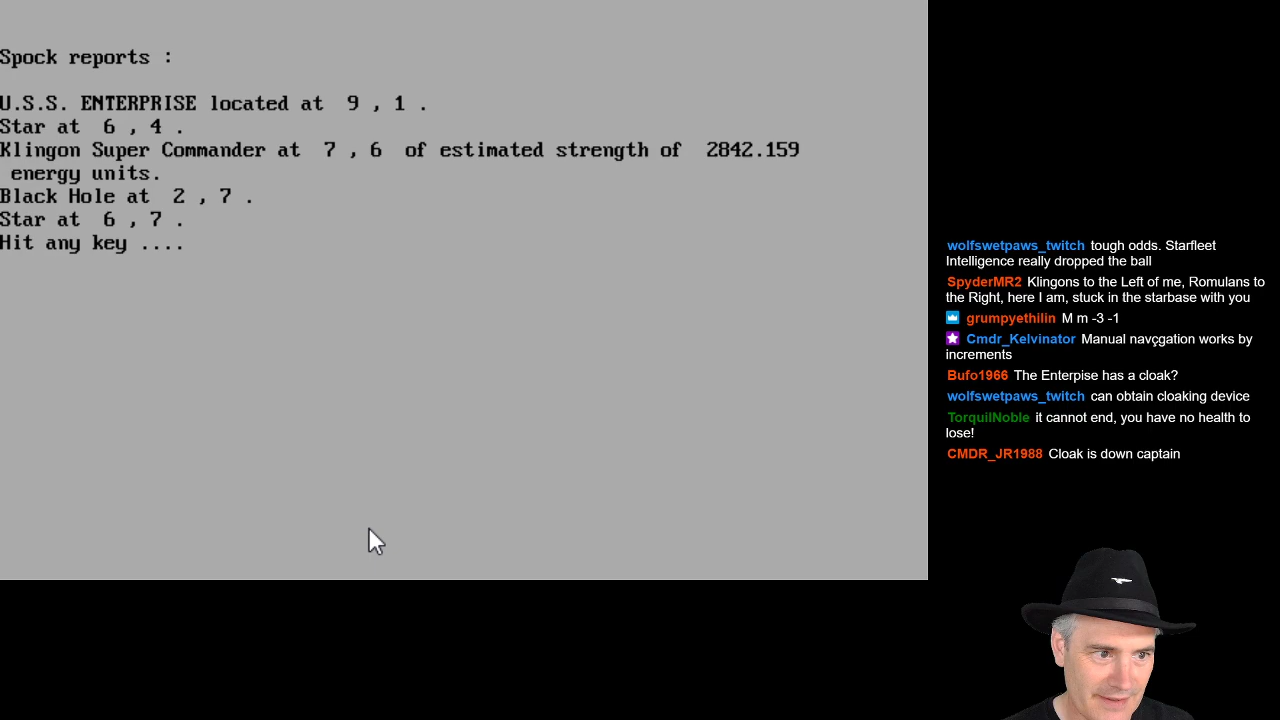 Spock reports :
U.S.S. ENTERPRISE located at 9 , 1 .
Star at 6 , 4 .
Klingon Super Commander at 7 , 6 of estimated strength of 2842.159
energy units.
Black Hole at 2 , 7 .
Star at 6 , 7 .
Hit any key ....
wolfswetpaws_twitch tough odds. Starfleet
Intelligence really dropped the ball
SpyderMR2 Klingons to the Left of me, Romulans to
the Right, here I am, stuck in the starbase with you
grumpyethilin M m -3 -1
Cmdr_Kelvinator Manual navçgation works by
increments
Bufo1966 The Enterpise has a cloak?
wolfswetpaws_twitch can obtain cloaking device
TorquilNoble it cannot end, you have no health to
lose!
CMDR_JR1988 Cloak is down captain